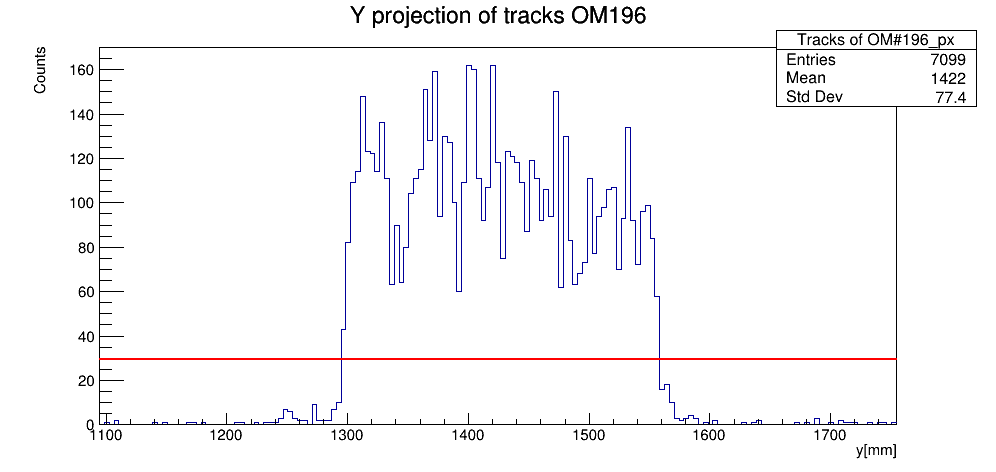 Y projection of tracks OM196
Tracks of OM#196_px
Entries 7099
Mean 1422
Std Dev 77.4
Counts
160
140
120
100
80
60
40
20
0
1100 1200 1300 1400 1500 1600 1700
y[mm]